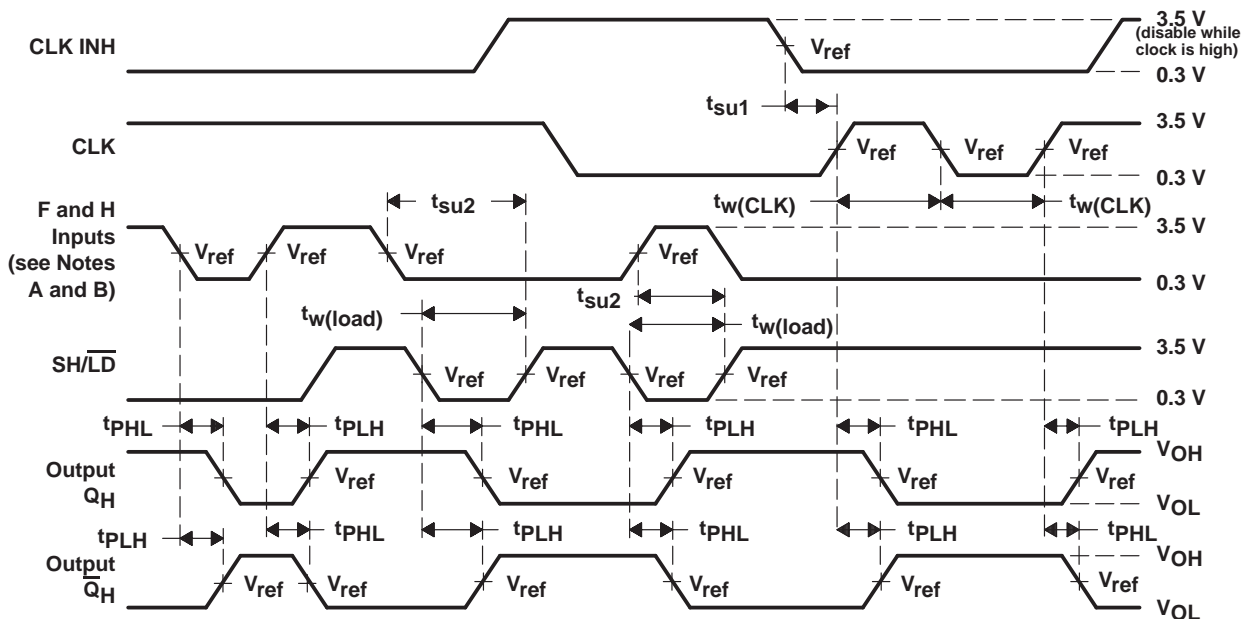 3.5 V
(disable while
clock is high)
CLK INH
Vref
0.3 V
tsu1
3.5 V
CLK
Vref
Vref
Vref
0.3 V
tsu2
tw(CLK)
tw(CLK)
F and H
Inputs
(see Notes
A and B)
3.5 V
Vref
Vref
Vref
Vref
0.3 V
tsu2
tw(load)
tw(load)
3.5 V
SH/LD
Vref
Vref
Vref
Vref
0.3 V
tPHL
tPLH
tPHL
tPLH
tPHL
tPLH
VOH
Output
QH
Vref
Vref
Vref
Vref
Vref
VOL
tPLH
tPHL
tPLH
tPHL
tPLH
tPHL
VOH
Output
Q̅H
Vref
Vref
Vref
Vref
Vref
Vref
VOL